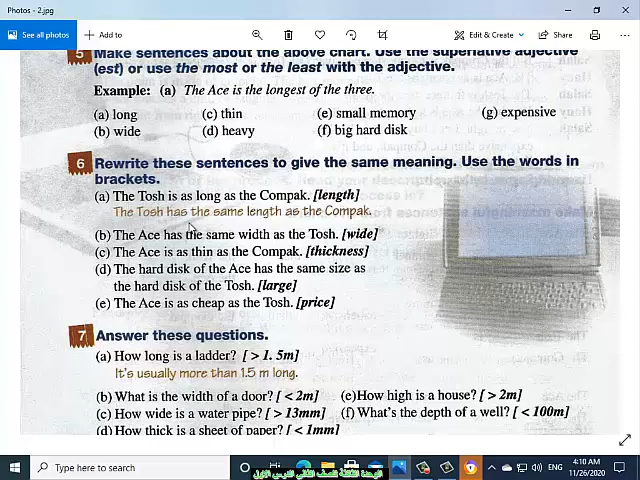 Photos - 2.jpg
See all photos
Add to
Edit & Create
Share
5 Make sentences about the above chart. Use the superlative adjective
(est) or use the most or the least with the adjective.
Example: (a) The Ace is the longest of the three.
(a) long (c) thin (e) small memory (g) expensive
(b) wide (d) heavy (f) big hard disk
6 Rewrite these sentences to give the same meaning. Use the words in
brackets.
(a) The Tosh is as long as the Compak. [length]
The Tosh has the same length as the Compak.
(b) The Ace has the same width as the Tosh. [wide]
(c) The Ace is as thin as the Compak. [thickness]
(d) The hard disk of the Ace has the same size as
the hard disk of the Tosh. [large]
(e) The Ace is as cheap as the Tosh. [price]
7 Answer these questions.
(a) How long is a ladder? [ > 1. 5m]
It's usually more than 1.5 m long.
(b) What is the width of a door? [ < 2m] (e) How high is a house? [ > 2m]
(c) How wide is a water pipe? [ > 13mm] (f) What's the depth of a well? [ < 100m]
(d) How thick is a sheet of paper? [ < 1mm]
Type here to search
ENG
4:10 AM
11/26/2020